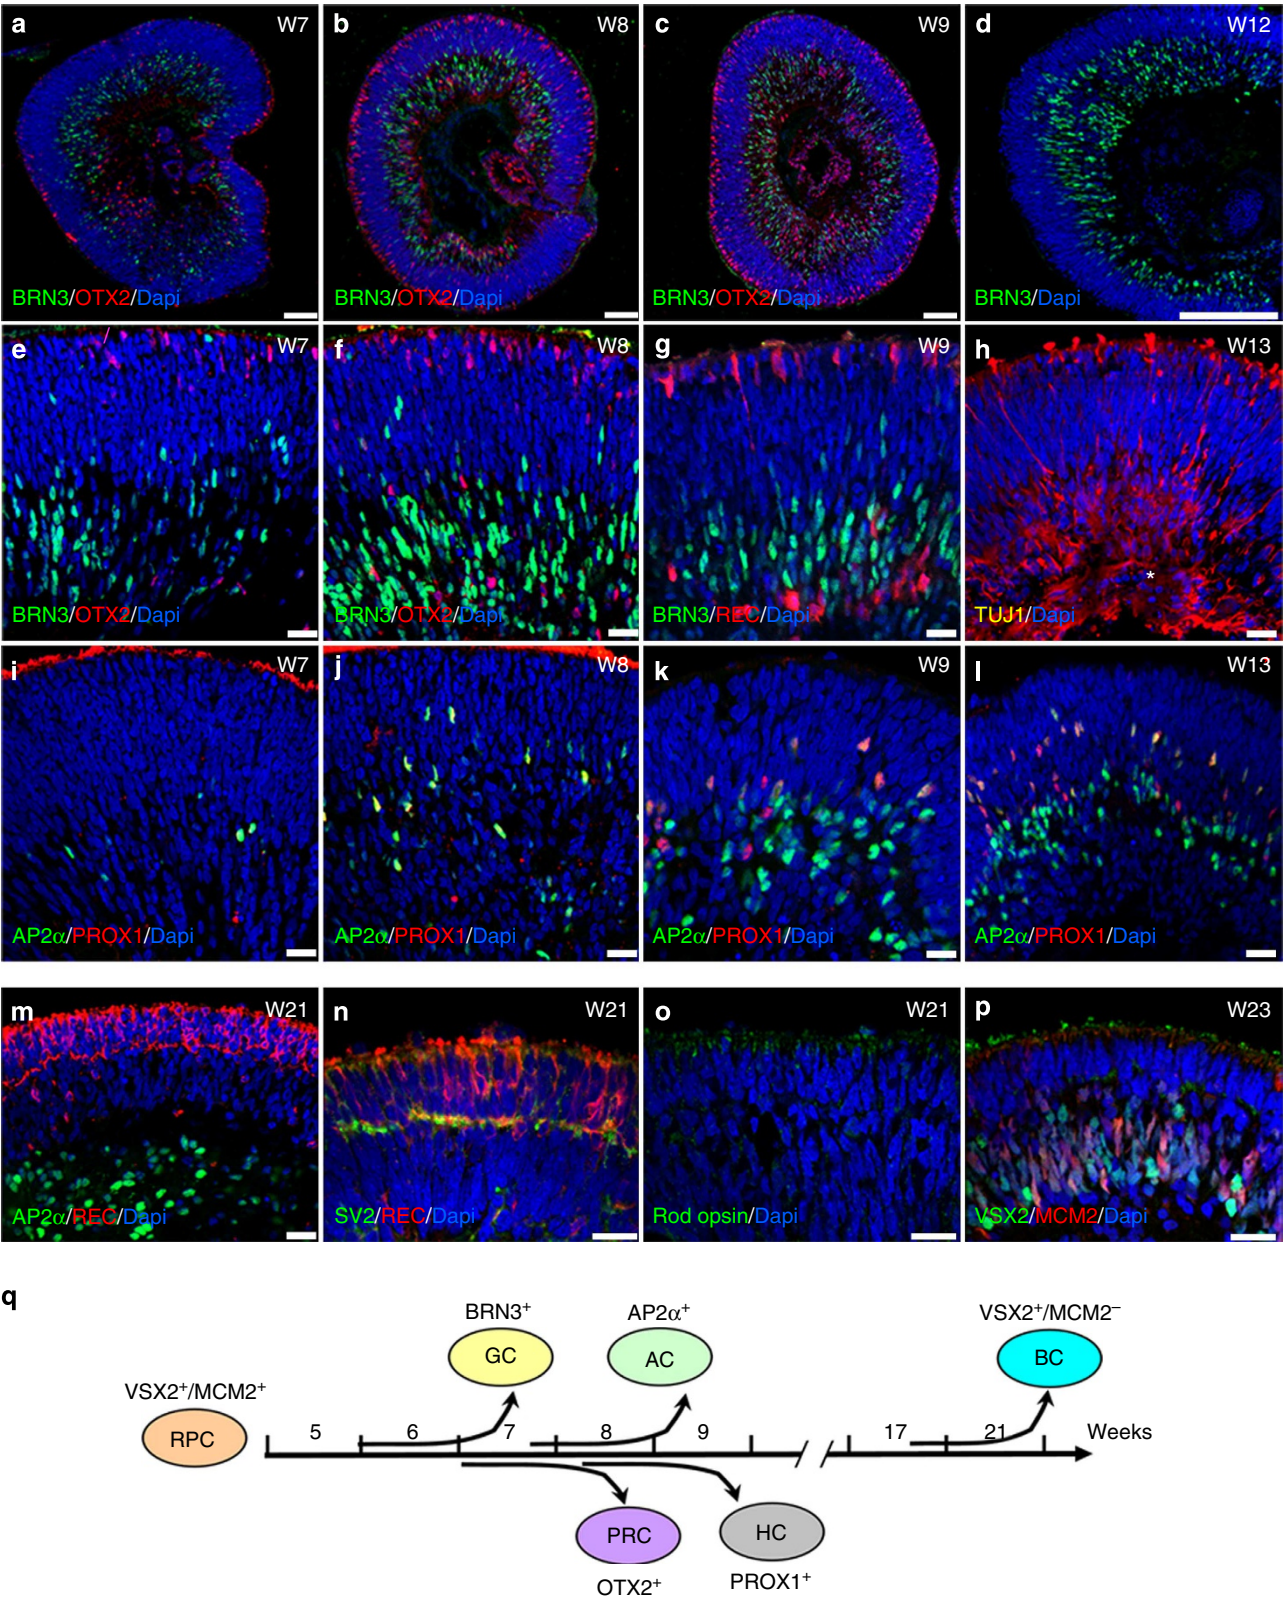 a W7 b W8 c W9 d W12
BRN3/OTX2/Dapi BRN3/OTX2/Dapi BRN3/OTX2/Dapi BRN3/Dapi
e W7 f W8 g W9 h W13
*
BRN3/OTX2/Dapi BRN3/OTX2/Dapi BRN3/REC/Dapi TUJ1/Dapi
i W7 j W8 k W9 l W13
AP2α/PROX1/Dapi AP2α/PROX1/Dapi AP2α/PROX1/Dapi AP2α/PROX1/Dapi
m W21 n W21 o W21 p W23
AP2α/REC/Dapi SV2/REC/Dapi Rod opsin/Dapi VSX2/MCM2/Dapi
q
BRN3⁺ AP2α⁺ VSX2⁺/MCM2⁻
GC AC BC
VSX2⁺/MCM2⁺
RPC
5 6 7 8 9 17 21 Weeks
PRC HC
OTX2⁺ PROX1⁺